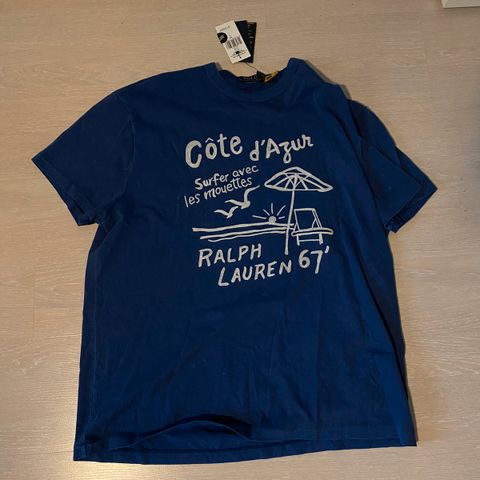 Côte d'Azur
Surfer avec
les mouettes
RALPH
LAUREN 67'